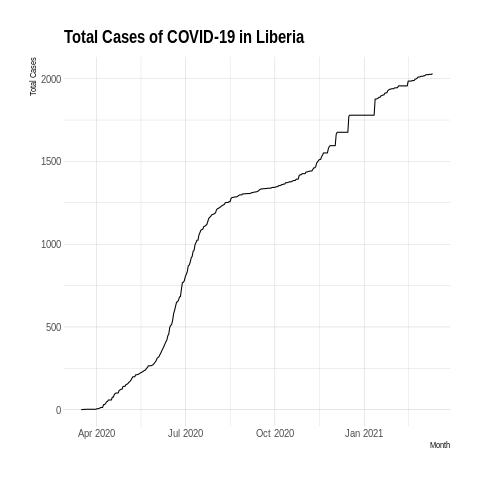 Total Cases of COVID-19 in Liberia
Total Cases
2000
1500
1000
500
0
Apr 2020 Jul 2020 Oct 2020 Jan 2021
Month